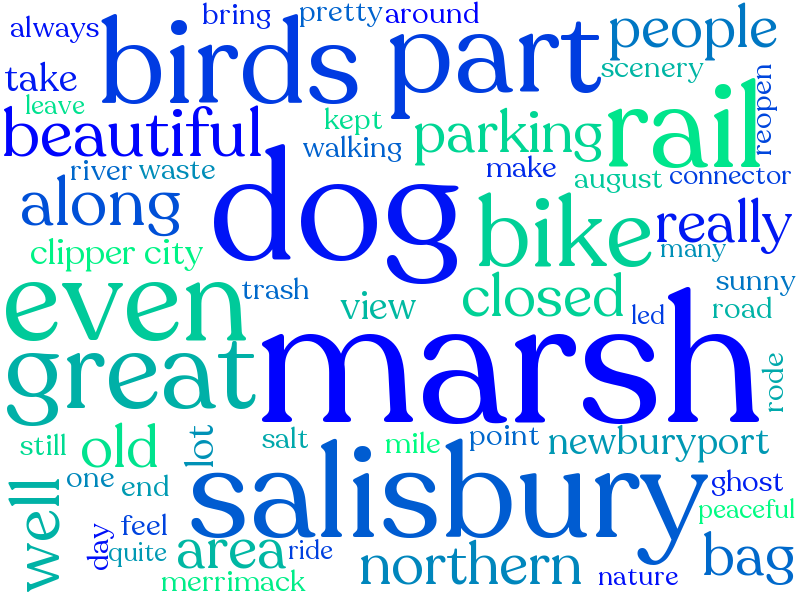 always
bring
pretty
around
birds
part
people
take
scenery
leave
beautiful
kept
parking
rail
reopen
walking
river
waste
make
august
connector
along
dog
bike
really
many
clipper city
trash
view
closed
sunny
road
led
even
great
marsh
rode
still
old
lot
salt
mile
point
newburyport
well
one
end
salisbury
ghost
peaceful
day
feel
quite
area
ride
northern
bag
merrimack
nature